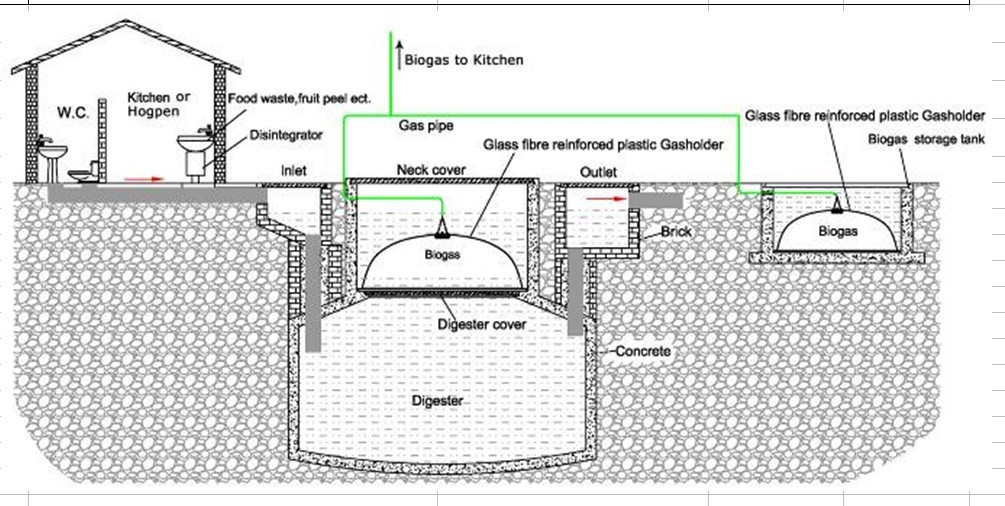 Biogas to Kitchen
W.C.
Kitchen or
Hogpen
Food waste,fruit peel ect.
Disintegrator
Gas pipe
Glass fibre reinforced plastic Gasholder
Glass fibre reinforced plastic Gasholder
Biogas storage tank
Inlet
Neck cover
Outlet
Brick
Biogas
Biogas
Digester cover
Concrete
Digester